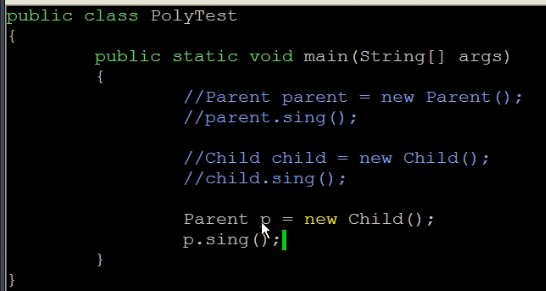 public class PolyTest
{
public static void main(String[] args)
{
//Parent parent = new Parent();
//parent.sing();
//Child child = new Child();
//child.sing();
Parent p = new Child();
p.sing();
}
}